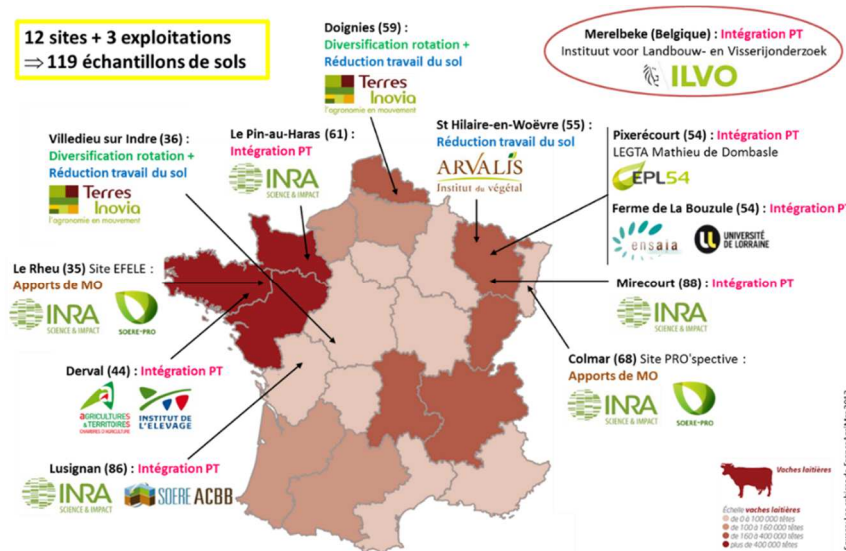 12 sites + 3 exploitations
⇒ 119 échantillons de sols
Doignies (59) :
Diversification rotation +
Réduction travail du sol
Terres
Inovia
l'agronomie en mouvement
Merelbeke (Belgique) : Intégration PT
Instituut voor Landbouw- en Visserijonderzoek
ILVO
Villedieu sur Indre (36) :
Diversification rotation +
Réduction travail du sol
Terres
Inovia
l'agronomie en mouvement
Le Pin-au-Haras (61) :
Intégration PT
INRA
SCIENCE & IMPACT
St Hilaire-en-Woëvre (55) :
Réduction travail du sol
ARVALIS
Institut du végétal
Pixerécourt (54) : Intégration PT
LEGTA Mathieu de Dombasle
EPL54
Ferme de La Bouzule (54) : Intégration PT
ensaia
UNIVERSITÉ
DE LORRAINE
Le Rheu (35) Site EFELE :
Apports de MO
INRA
SCIENCE & IMPACT
SOERE-PRO
Mirecourt (88) : Intégration PT
INRA
SCIENCE & IMPACT
Derval (44) : Intégration PT
AGRICULTURES
& TERRITOIRES
CHAMBRES D'AGRICULTURE
INSTITUT DE
L'ELEVAGE
Colmar (68) Site PRO'spective :
Apports de MO
INRA
SCIENCE & IMPACT
SOERE-PRO
Lusignan (86) : Intégration PT
INRA
SCIENCE & IMPACT
SOERE ACBB
Vaches laitières
Échelle vaches laitières
de 0 à 100 000 têtes
de 100 à 160 000 têtes
de 160 à 400 000 têtes
plus de 400 000 têtes